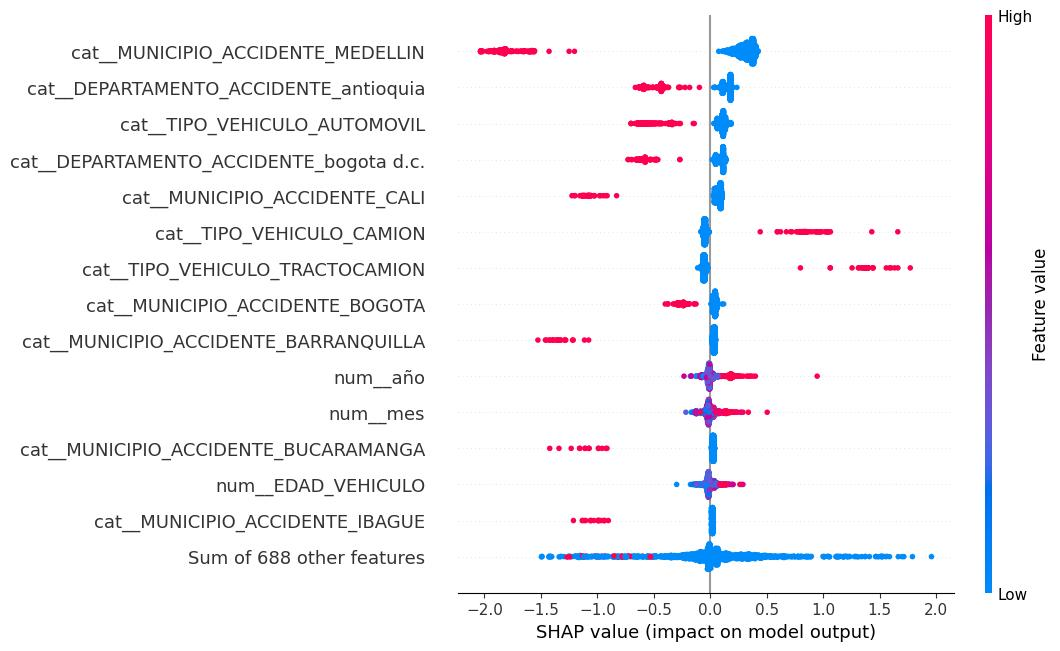 High
cat__MUNICIPIO_ACCIDENTE_MEDELLIN
cat__DEPARTAMENTO_ACCIDENTE_antioquia
cat__TIPO_VEHICULO_AUTOMOVIL
cat__DEPARTAMENTO_ACCIDENTE_bogota d.c.
cat__MUNICIPIO_ACCIDENTE_CALI
cat__TIPO_VEHICULO_CAMION
cat__TIPO_VEHICULO_TRACTOCAMION
cat__MUNICIPIO_ACCIDENTE_BOGOTA
cat__MUNICIPIO_ACCIDENTE_BARRANQUILLA
num__año
num__mes
cat__MUNICIPIO_ACCIDENTE_BUCARAMANGA
num__EDAD_VEHICULO
cat__MUNICIPIO_ACCIDENTE_IBAGUE
Sum of 688 other features
Feature value
Low
−2.0 −1.5 −1.0 −0.5 0.0 0.5 1.0 1.5 2.0
SHAP value (impact on model output)